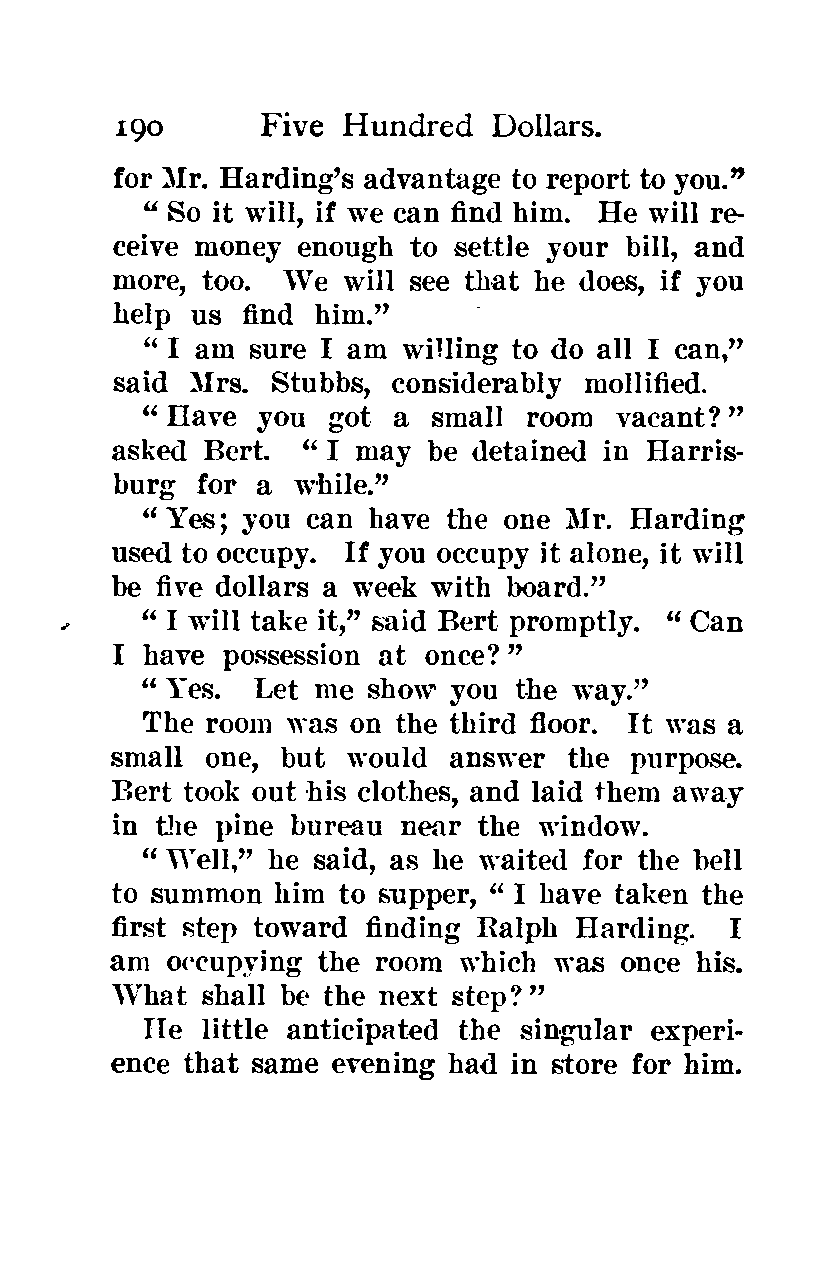 190 Five Hundred Dollars.
for Mr. Harding's advantage to report to you."
" So it will, if we can find him. He will re-
ceive money enough to settle your bill, and
more, too. We will see that he does, if you
help us find him."
" I am sure I am willing to do all I can,"
said Mrs. Stubbs, considerably mollified.
" Have you got a small room vacant? "
asked Bert. " I may be detained in Harris-
burg for a while."
" Yes; you can have the one Mr. Harding
used to occupy. If you occupy it alone, it will
be five dollars a week with board."
" I will take it," said Bert promptly. " Can
I have possession at once? "
" Yes. Let me show you the way."
The room was on the third floor. It was a
small one, but would answer the purpose.
Bert took out his clothes, and laid them away
in the pine bureau near the window.
" Well," he said, as he waited for the bell
to summon him to supper, " I have taken the
first step toward finding Ralph Harding. I
am occupying the room which was once his.
What shall be the next step? "
He little anticipated the singular experi-
ence that same evening had in store for him.